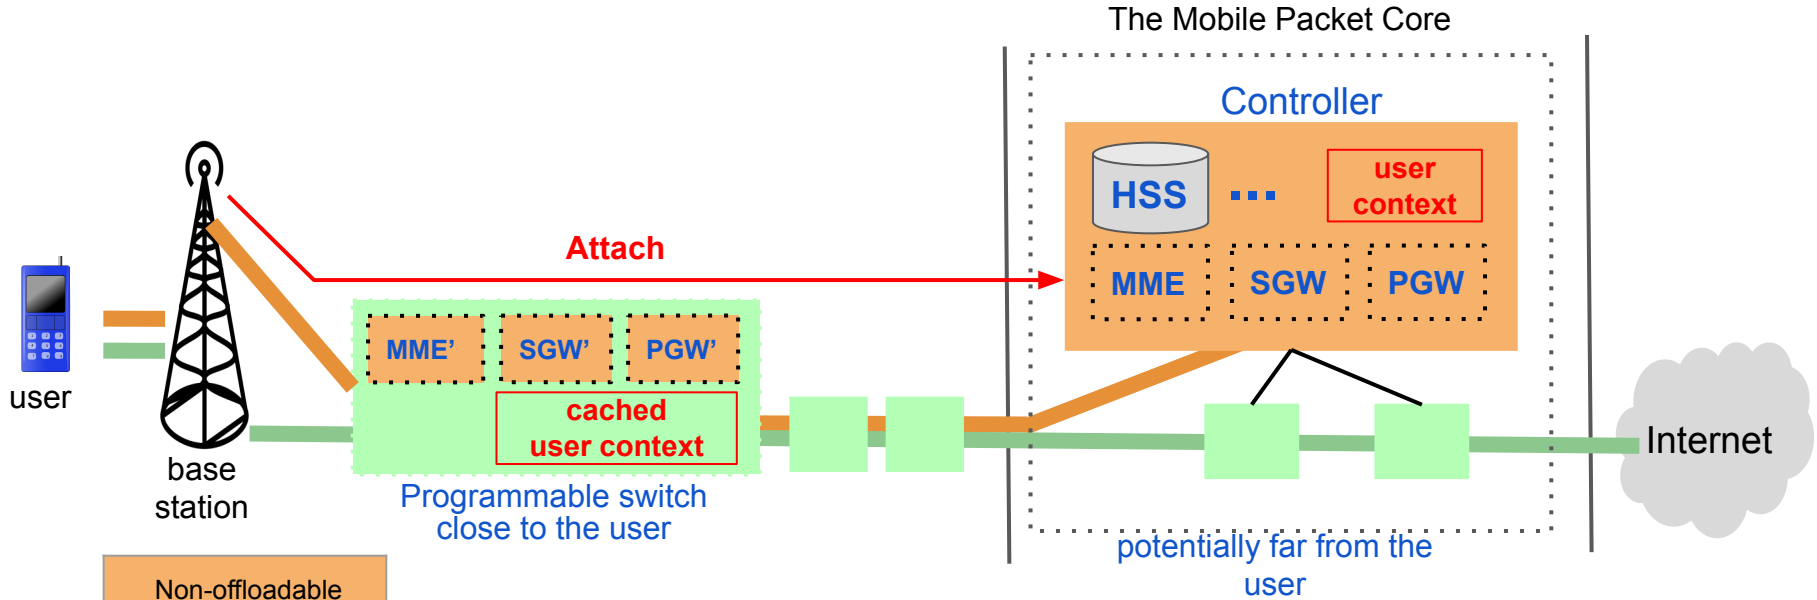 The Mobile Packet Core
Controller
HSS
user
context
Attach
MME
SGW
PGW
MME’
SGW’
PGW’
cached
user context
user
base
station
Programmable switch
close to the user
Internet
potentially far from the
user
Non-offloadable